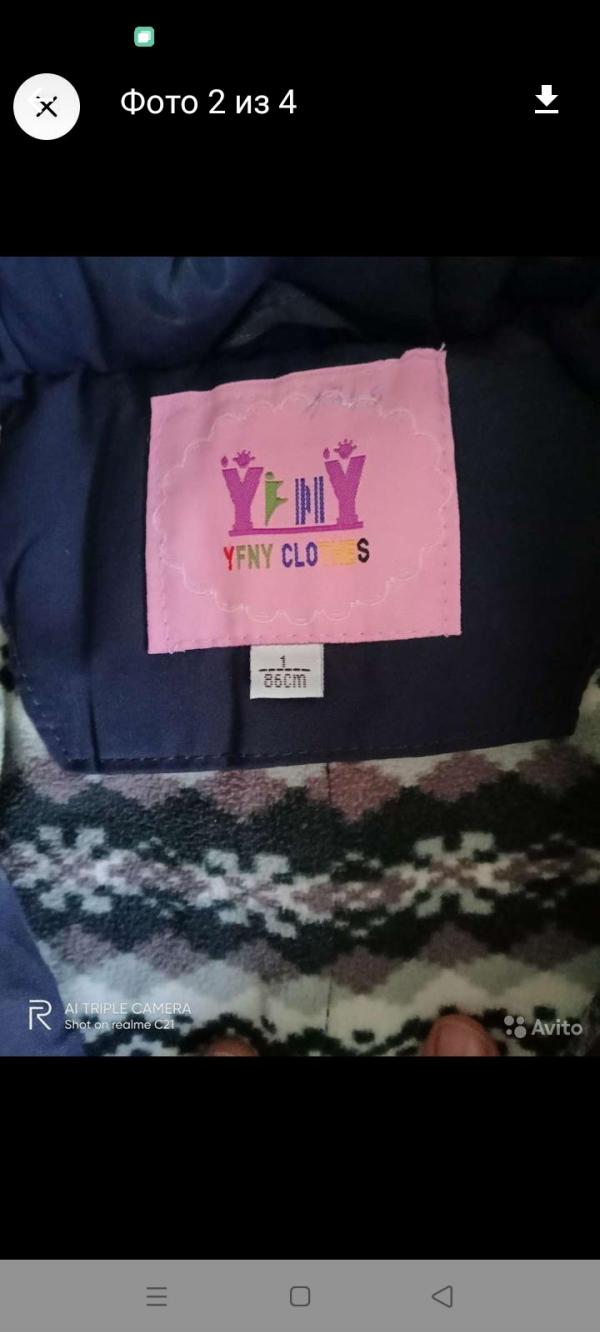 Фото 2 из 4
YFNY
YFNY CLOTHES
1
86cm
AI TRIPLE CAMERA
Shot on realme C21
Avito